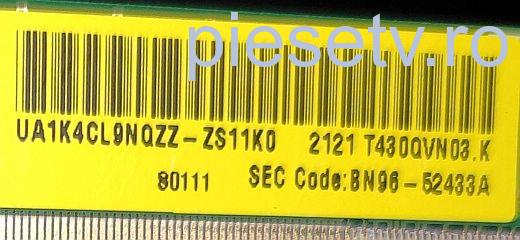 piesetv.ro
UA1K4CL9NQZZ-ZS11K0 2121 T430QVN03.K
80111 SEC Code:BN96-52433A